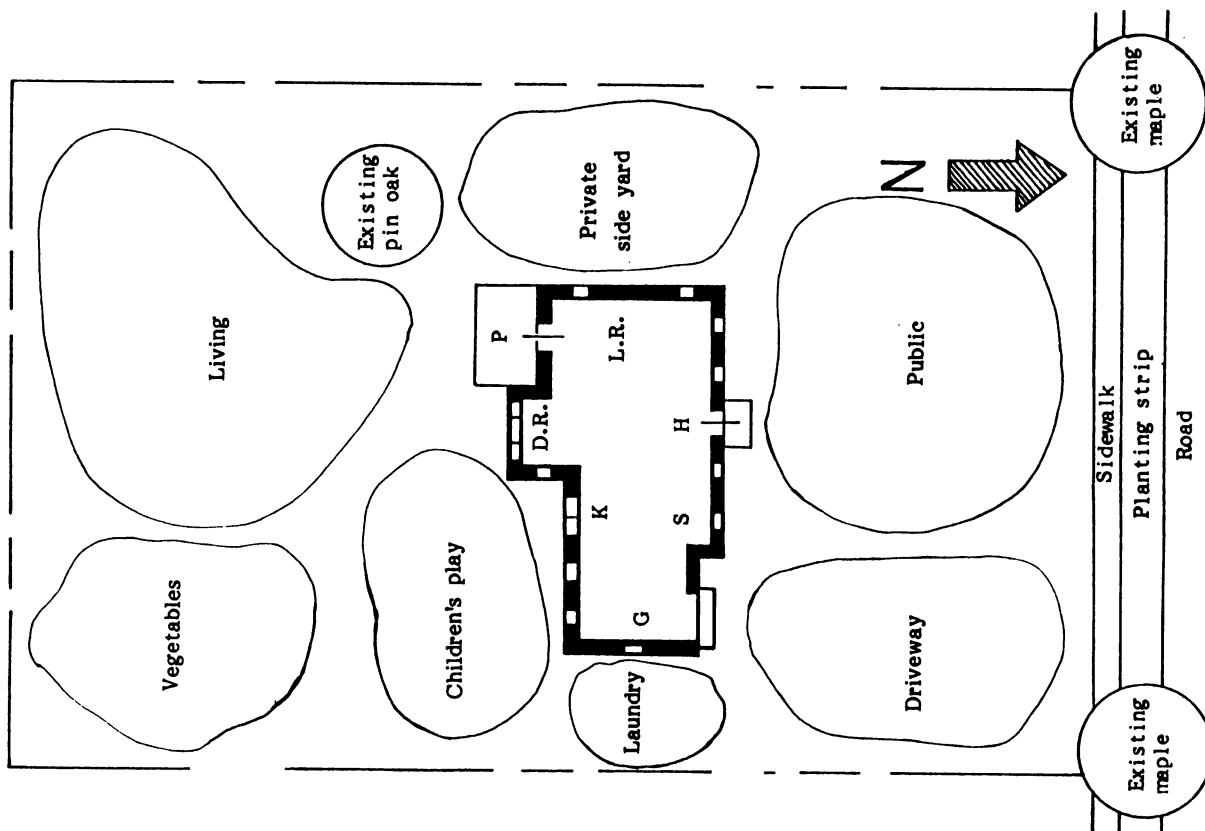 Existing
maple
Existing
pin oak
Private
side yard
N
Living
P
L.R.
Public
D.R.
H
Sidewalk
Planting strip
Road
K
S
Vegetables
Children's play
G
Driveway
Laundry
Existing
maple